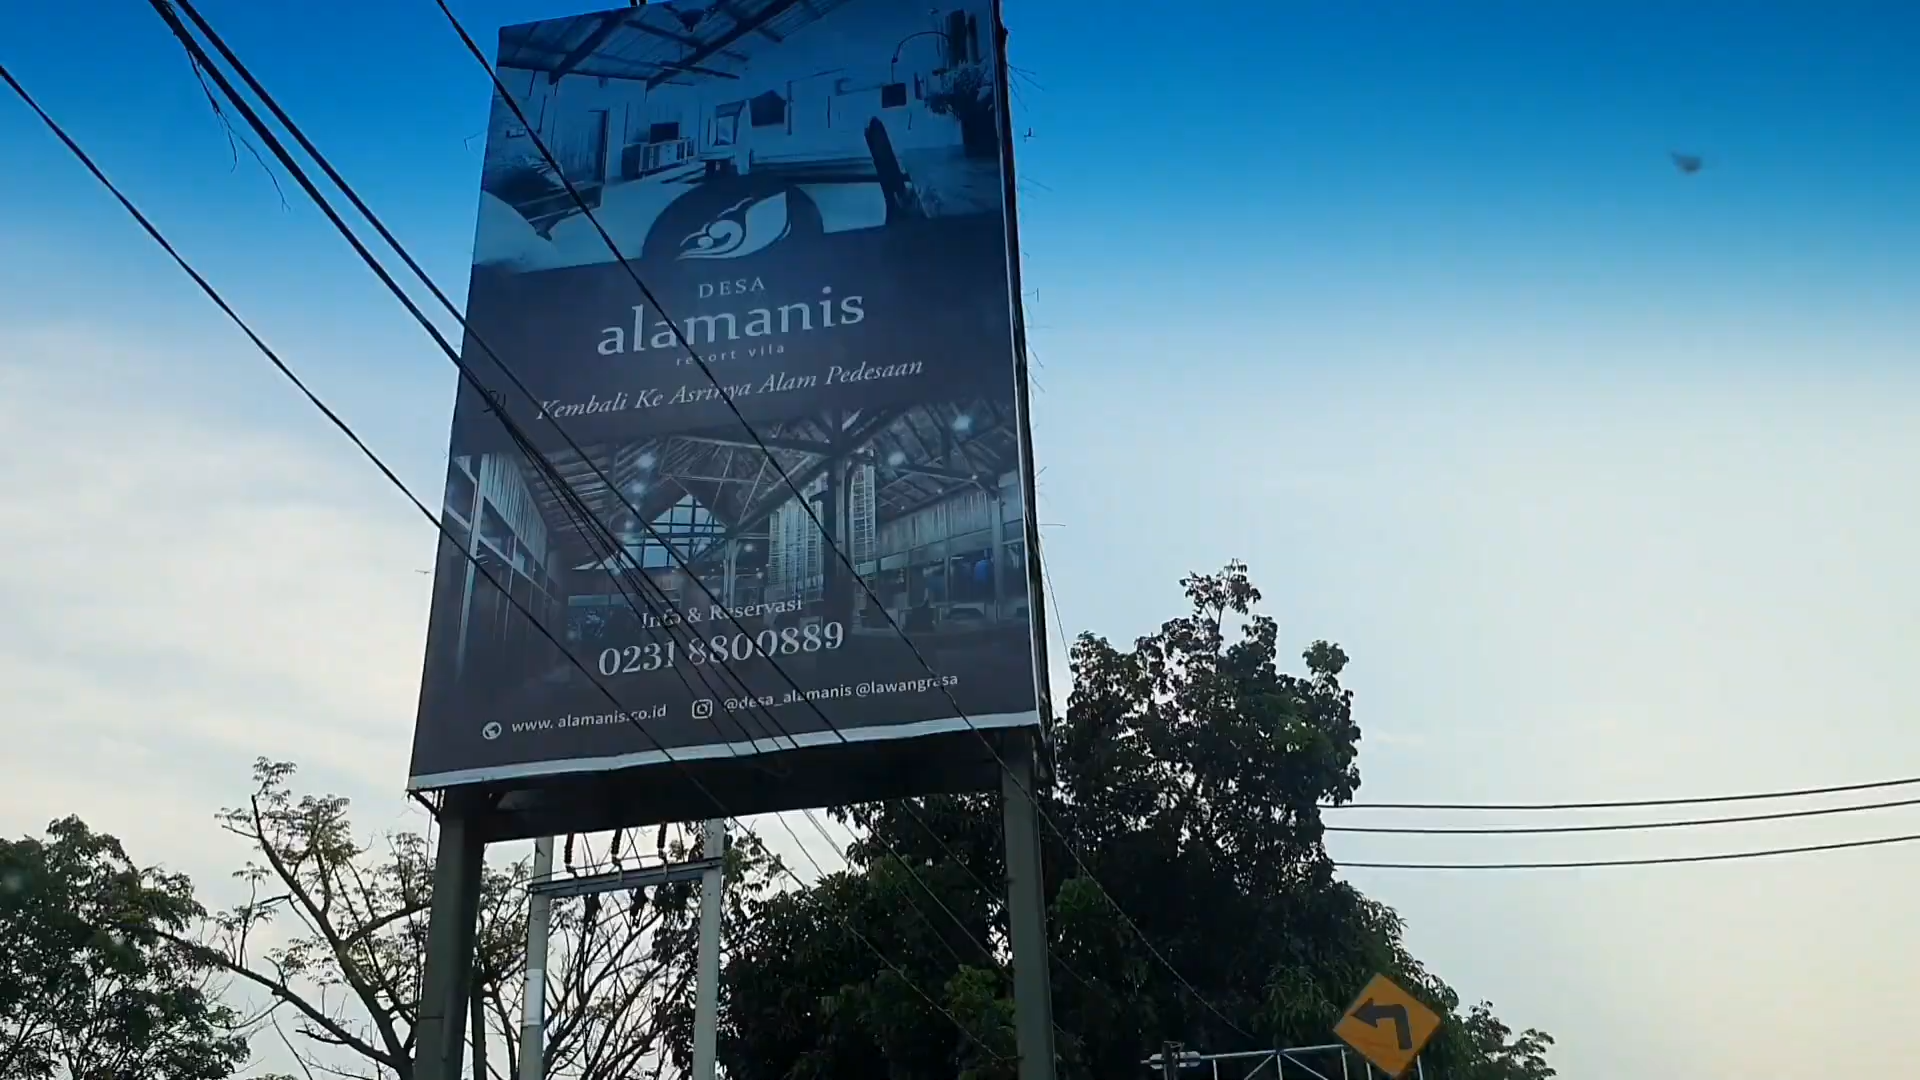 DESA
alamanis
resort vila
Kembali Ke Asrinya Alam Pedesaan
Info & Reservasi
0231 8800889
www. alamanis.co.id @desa_alamanis @lawangrasa